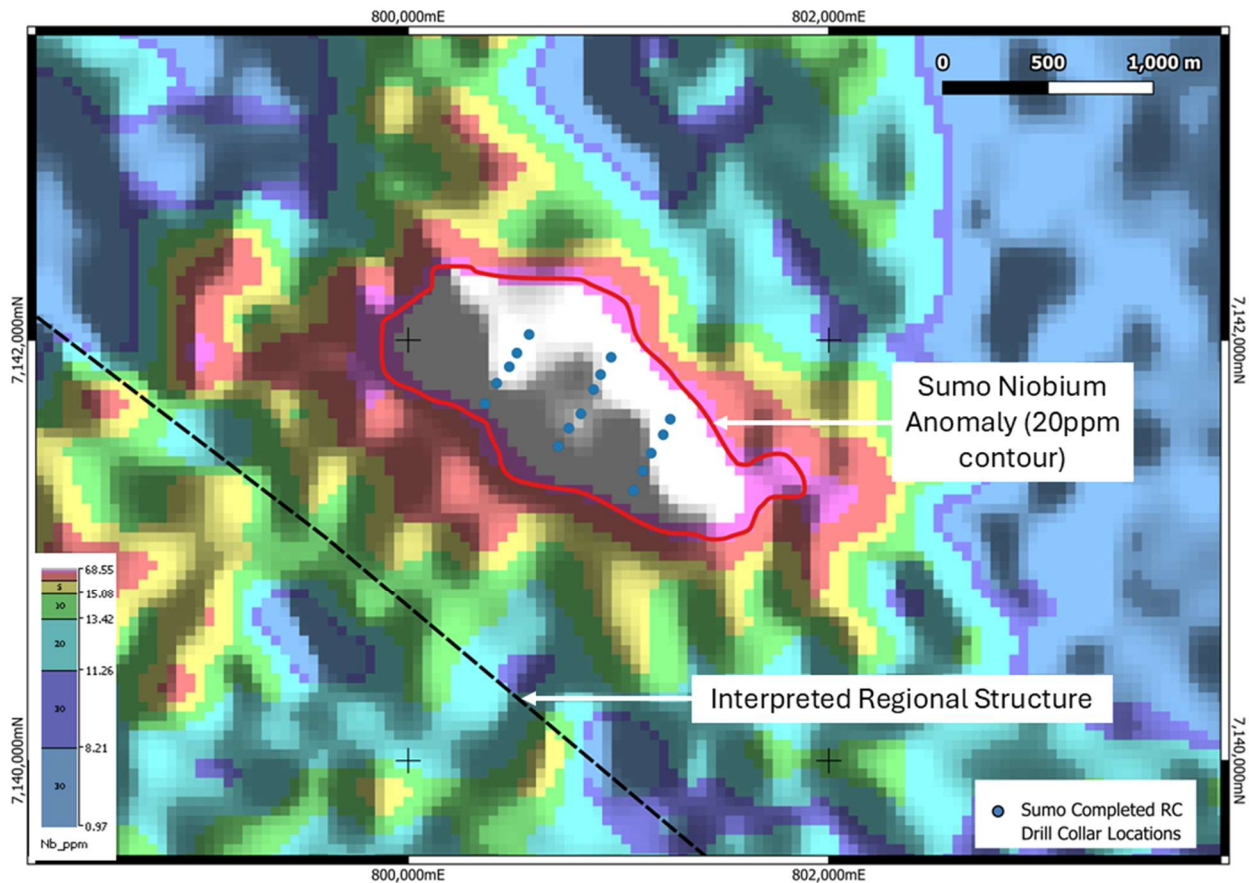 800,000mE
802,000mE
0 500 1,000 m
7,142,000mN
7,142,000mN
Sumo Niobium
Anomaly (20ppm
contour)
Interpreted Regional Structure
68.55
5
15.08
10
13.42
20
11.26
30
8.21
30
0.97
Nb_ppm
7,140,000mN
7,140,000mN
Sumo Completed RC
Drill Collar Locations
800,000mE
802,000mE